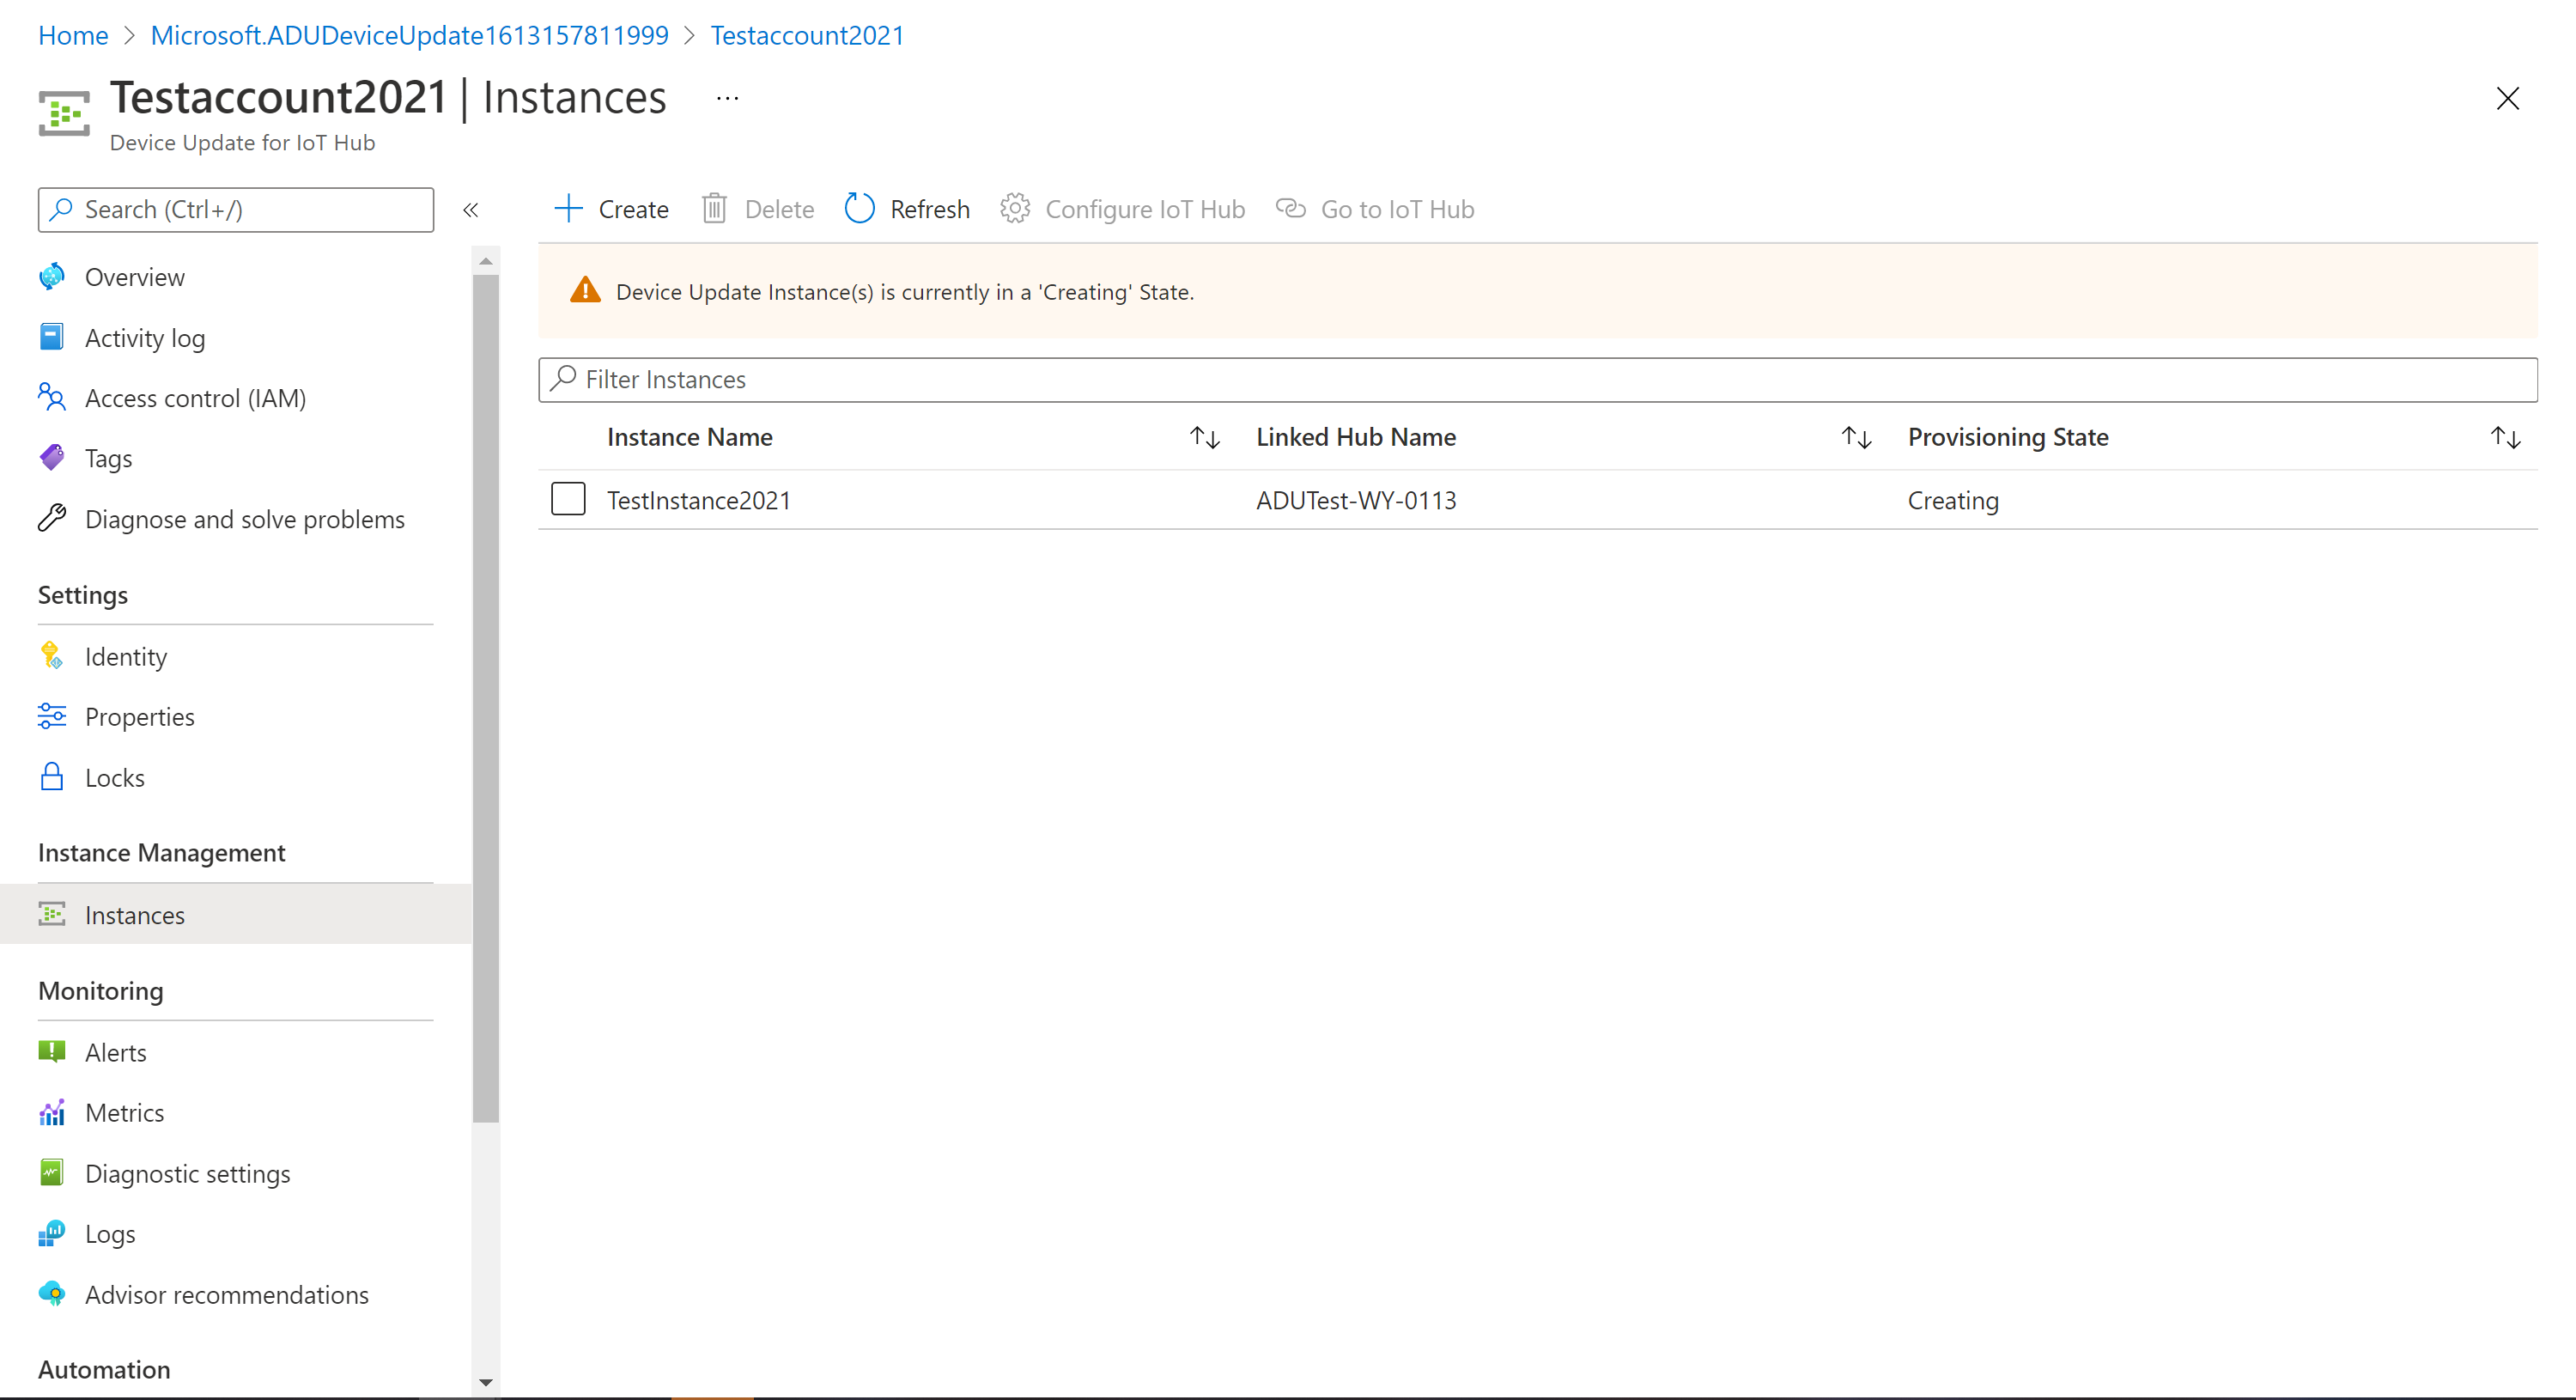 Home > Microsoft.ADUDeviceUpdate1613157811999 > Testaccount2021
Testaccount2021 | Instances ...
Device Update for IoT Hub
Search (Ctrl+/)
Overview
Activity log
Access control (IAM)
Tags
Diagnose and solve problems
Settings
Identity
Properties
Locks
Instance Management
Instances
Monitoring
Alerts
Metrics
Diagnostic settings
Logs
Advisor recommendations
Automation
Create Delete Refresh Configure IoT Hub Go to IoT Hub
Device Update Instance(s) is currently in a 'Creating' State.
Filter Instances
Instance Name Linked Hub Name Provisioning State
TestInstance2021 ADUTest-WY-0113 Creating